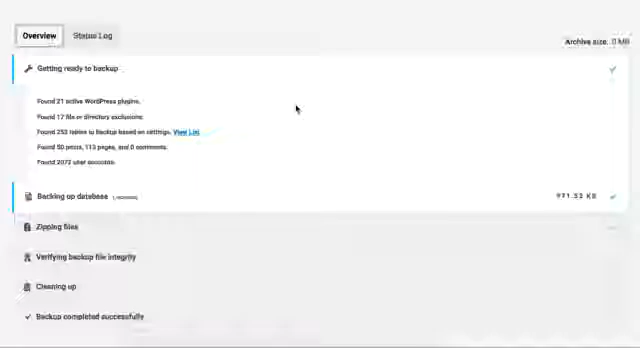 Overview
Status Log
Archive size: 0 MB
Getting ready to backup
Found 21 active WordPress plugins.
Found 17 file or directory exclusions.
Found 253 tables to backup based on settings. View List
Found 50 posts, 113 pages, and 0 comments.
Found 2072 user accounts.
Backing up database
971.53 KB
Zipping files
Verifying backup file integrity
Cleaning up
Backup completed successfully